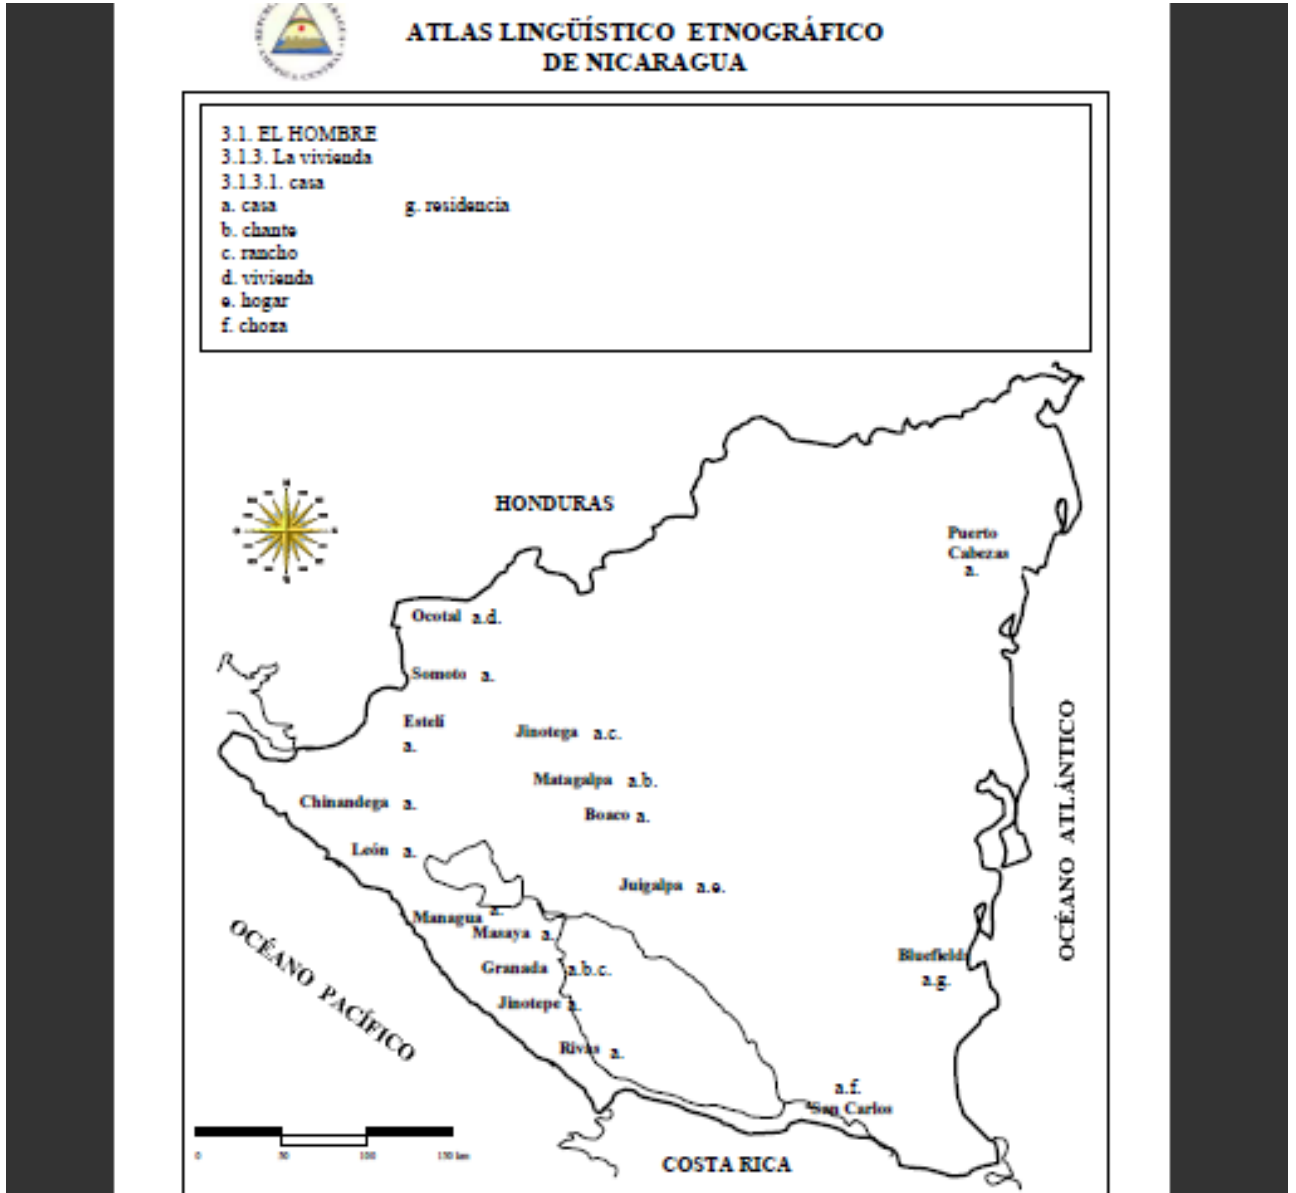 ATLAS LINGÜÍSTICO ETNOGRÁFICO
DE NICARAGUA
3.1. EL HOMBRE
3.1.3. La vivienda
3.1.3.1. casa
a. casa g. residencia
b. chante
c. rancho
d. vivienda
e. hogar
f. choza
HONDURAS
Puerto
Cabezas
a.
Ocotal a.d.
Somoto a.
Estelí
a.
Jinotega a.c.
Matagalpa a.b.
Chinandega a.
Boaco a.
León a.
Juigalpa a.e.
Managua a.
Masaya a.
Granada a.b.c.
Jinotepe a.
Rivas a.
Bluefields
a.g.
a.f.
San Carlos
OCÉANO PACÍFICO
OCÉANO ATLÁNTICO
0 50 100 150 km
COSTA RICA